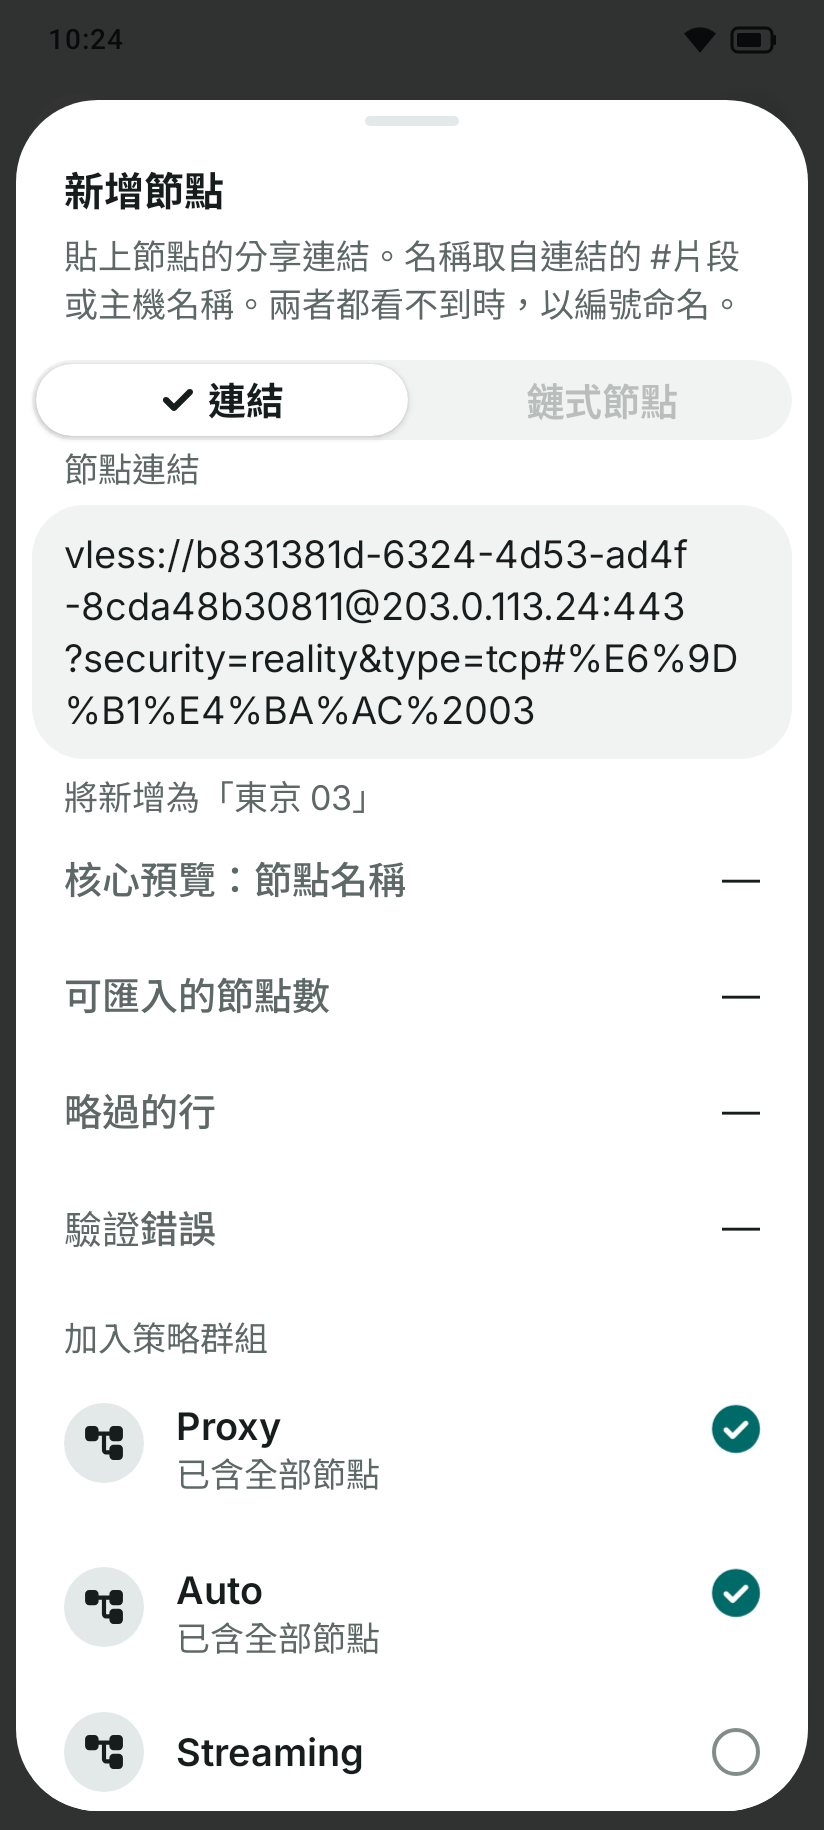 10:24
新增節點
貼上節點的分享連結。名稱取自連結的 #片段
或主機名稱。兩者都看不到時，以編號命名。
連結
鏈式節點
節點連結
vless://b831381d-6324-4d53-ad4f
-8cda48b30811@203.0.113.24:443
?security=reality&type=tcp#%E6%9D
%B1%E4%BA%AC%2003
將新增為「東京 03」
核心預覽：節點名稱 —
可匯入的節點數 —
略過的行 —
驗證錯誤 —
加入策略群組
Proxy
已含全部節點
Auto
已含全部節點
Streaming